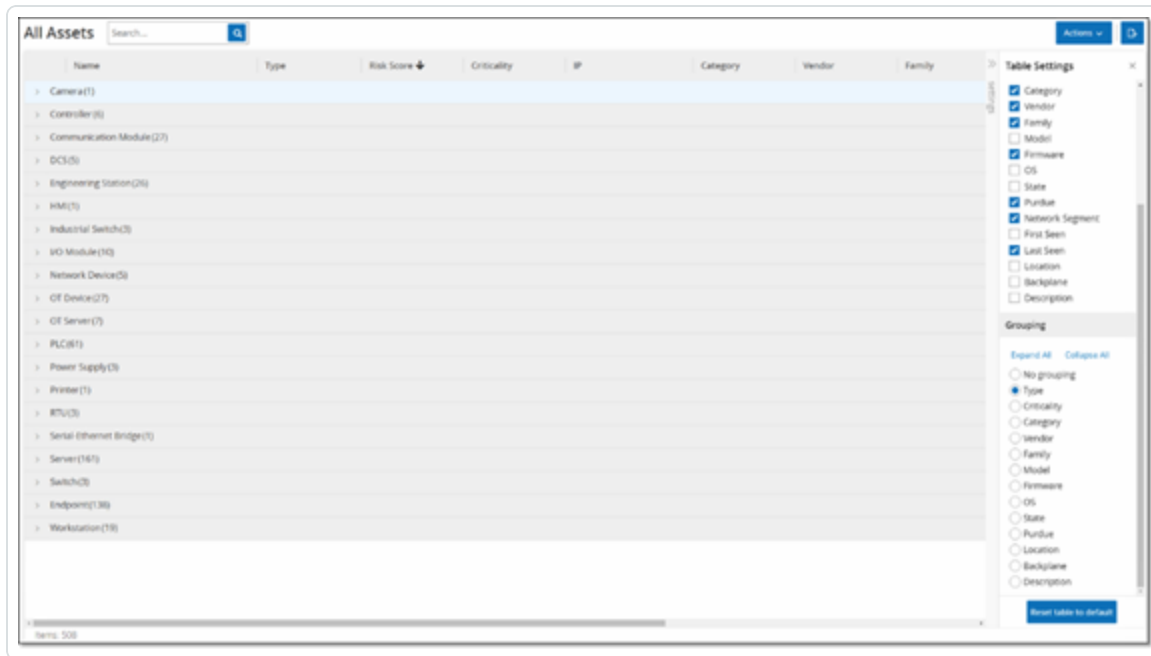 All Assets
Search...
Actions
Name Type Risk Score Criticality IP Category Vendor Family
Settings
Camera(1)
Controller(6)
Communication Module(27)
DCS(5)
Engineering Station(26)
HMI(1)
Industrial Switch(3)
I/O Module(10)
Network Device(5)
OT Device(27)
OT Server(7)
PLC(61)
Power Supply(3)
Printer(1)
RTU(3)
Serial-Ethernet Bridge(1)
Server(161)
Switch(3)
Endpoint(138)
Workstation(19)
Items: 508
Table Settings
Category
Vendor
Family
Model
Firmware
OS
State
Purdue
Network Segment
First Seen
Last Seen
Location
Backplane
Description
Grouping
Expand All Collapse All
No grouping
Type
Criticality
Category
Vendor
Family
Model
Firmware
OS
State
Purdue
Location
Backplane
Description
Reset table to default